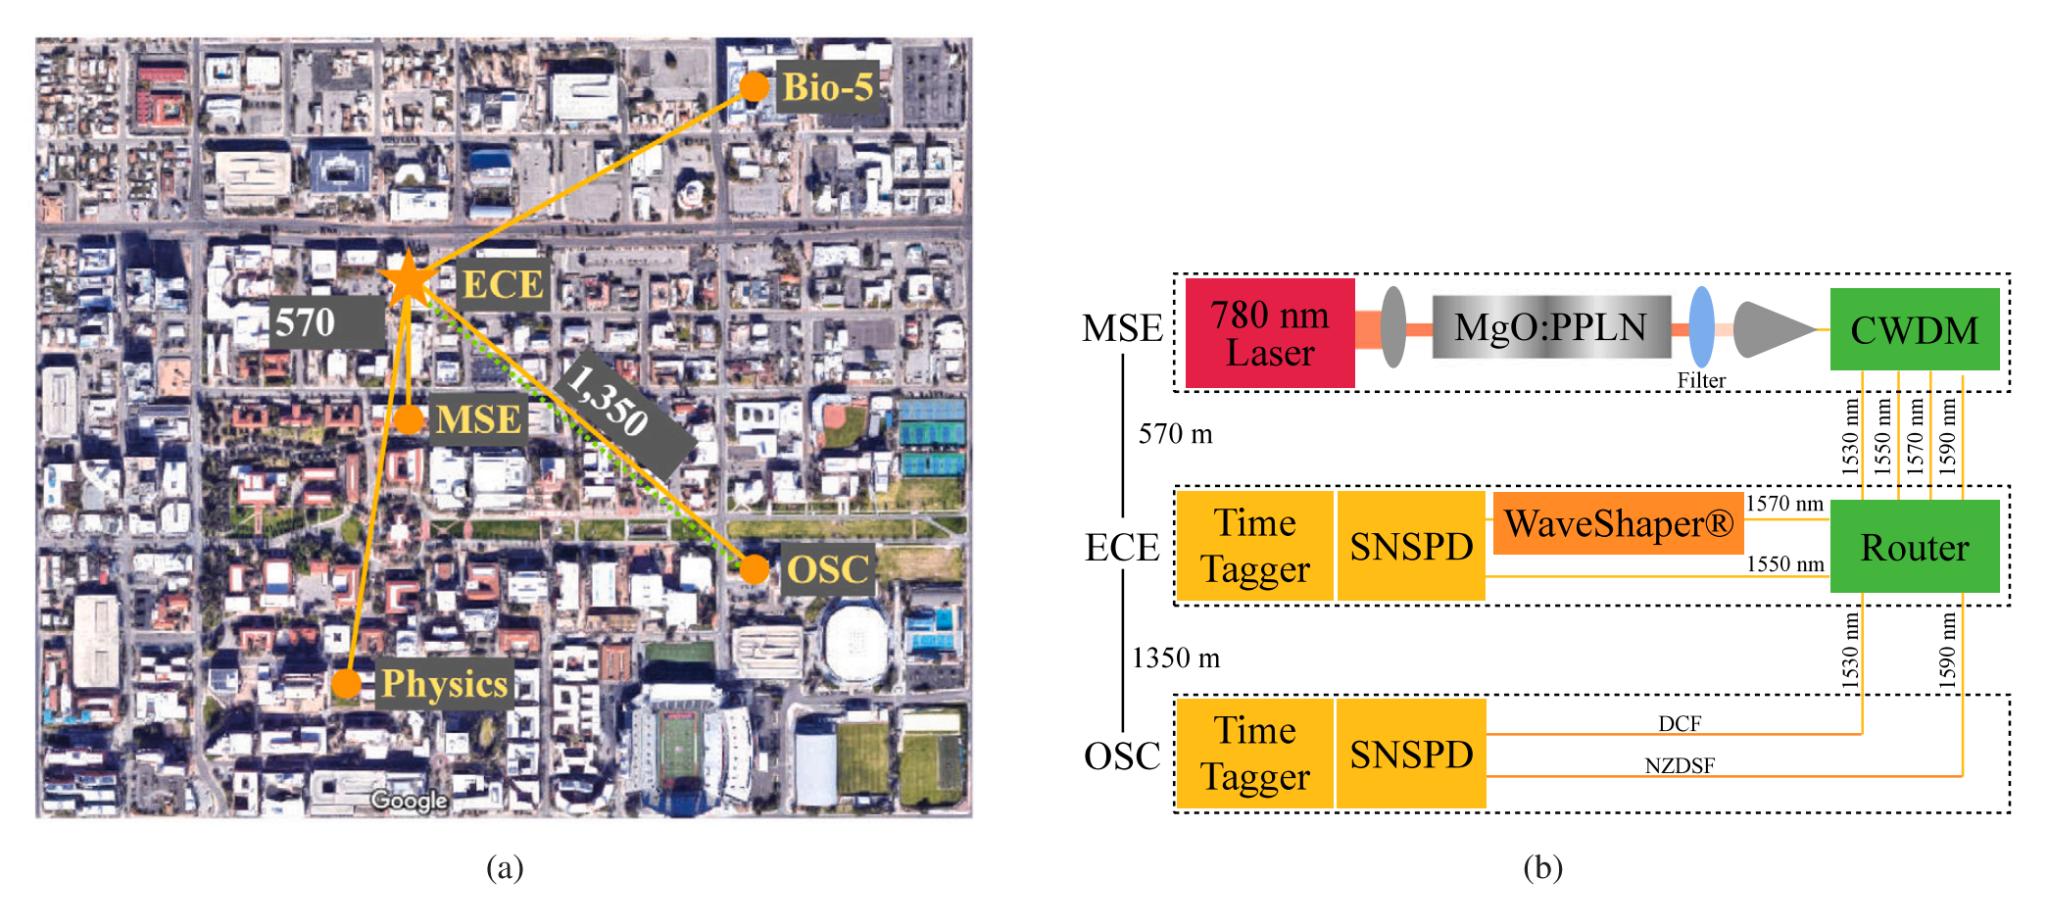 Bio-5
ECE
570
1,350
MSE
OSC
Physics
Google
(a)
MSE
780 nm
Laser
MgO:PPLN
Filter
CWDM
570 m
1530 nm
1550 nm
1570 nm
1590 nm
ECE
Time
Tagger
SNSPD
WaveShaper®
1570 nm
1550 nm
Router
1350 m
1530 nm
1590 nm
OSC
Time
Tagger
SNSPD
DCF
NZDSF
(b)